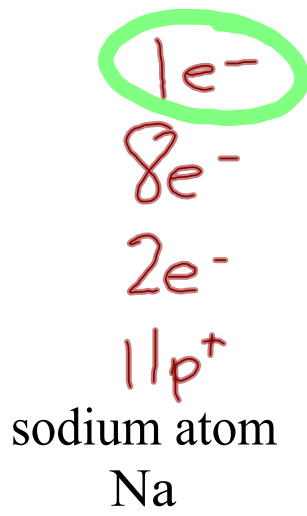 1e⁻
8e⁻
2e⁻
11p⁺
sodium atom
Na